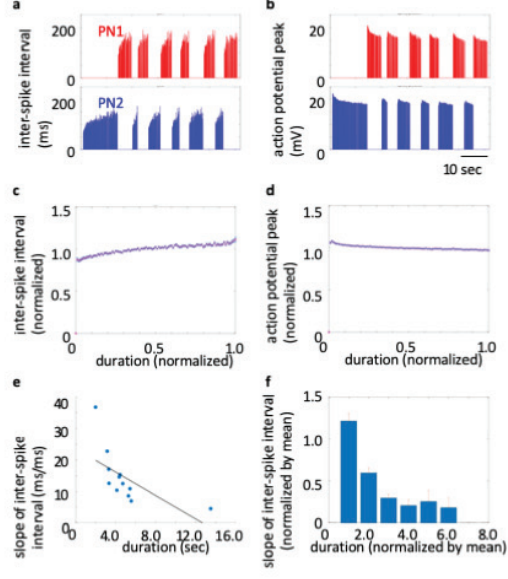 a
inter-spike interval
(ms)
200
PN1
0
200
PN2
0
b
action potential peak
(mV)
20
0
20
0
10 sec
c
inter-spike interval
(normalized)
1.5
1.0
0.5
0
0.5
1.0
duration (normalized)
d
action potential peak
(normalized)
1.5
1.0
0.5
0
0
0.5
1.0
duration (normalized)
e
slope of inter-spike
interval (ms/ms)
40
30
20
10
0
0
4.0
8.0
12.0
16.0
duration (sec)
f
slope of inter-spike interval
(normalized by mean)
1.5
1.0
0.5
0
0
2.0
4.0
6.0
8.0
duration (normalized by mean)